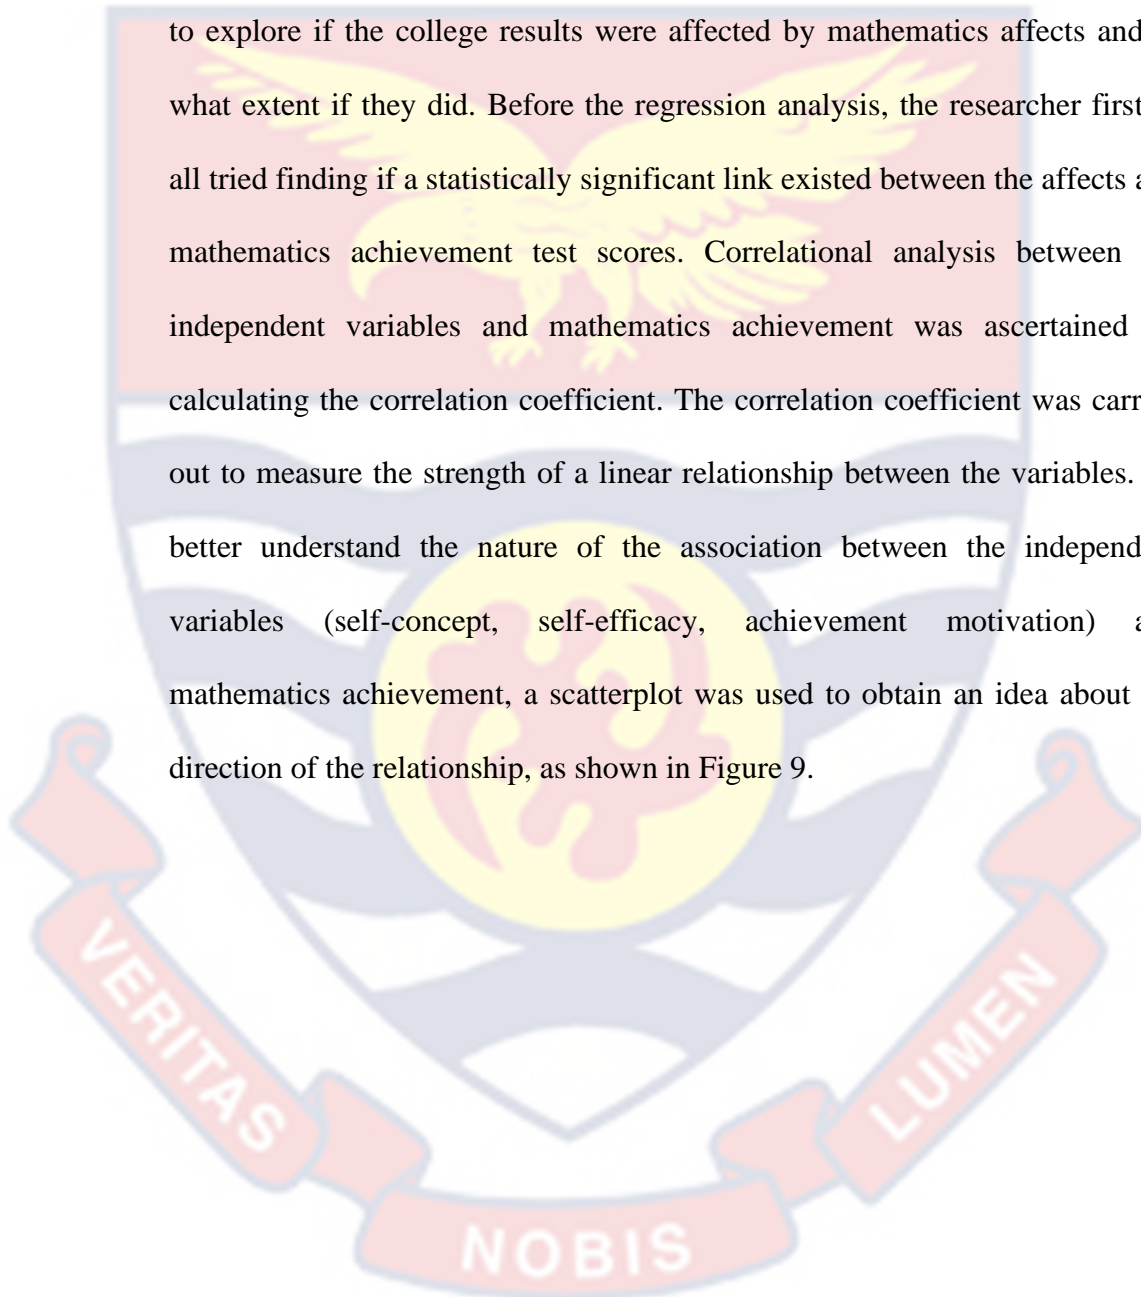 to explore if the college results were affected by mathematics affects and
what extent if they did. Before the regression analysis, the researcher first
all tried finding if a statistically significant link existed between the affects a
mathematics achievement test scores. Correlational analysis between
independent variables and mathematics achievement was ascertained
calculating the correlation coefficient. The correlation coefficient was carr
out to measure the strength of a linear relationship between the variables.
better understand the nature of the association between the independ
variables (self-concept, self-efficacy, achievement motivation) a
mathematics achievement, a scatterplot was used to obtain an idea about
direction of the relationship, as shown in Figure 9.
VERITAS
NOBIS
LUMEN